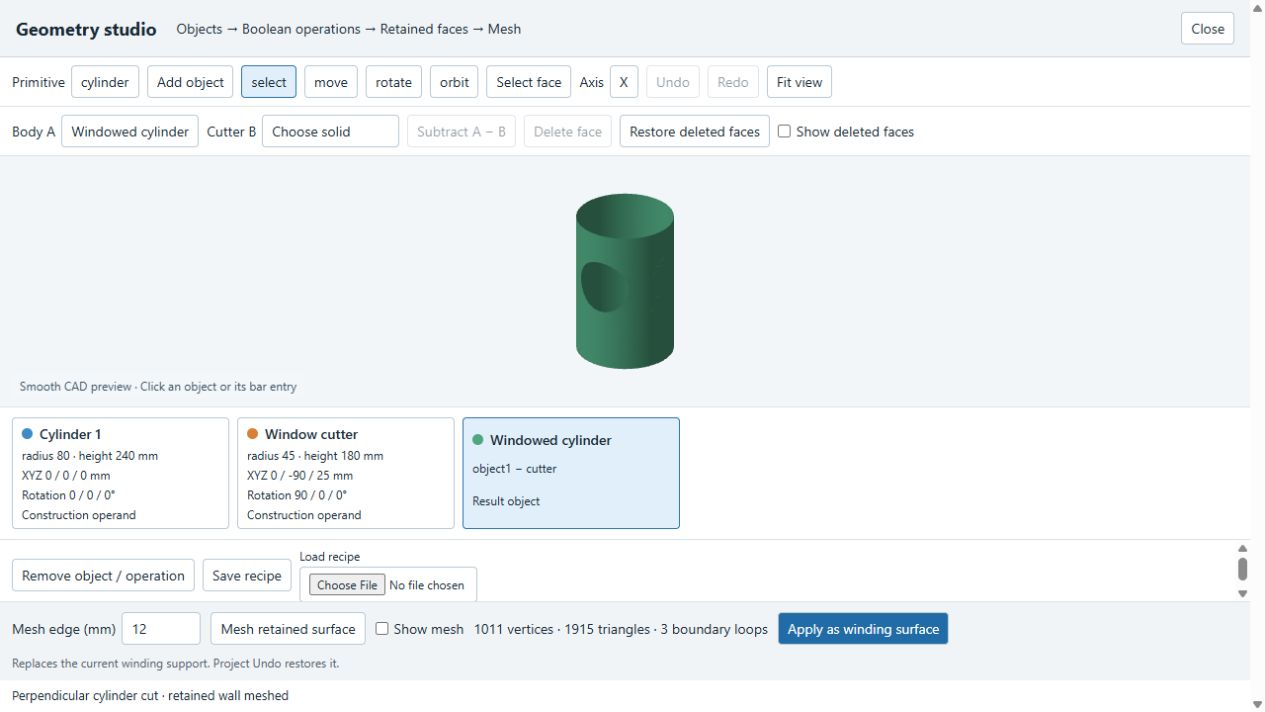 Geometry studio Objects → Boolean operations → Retained faces → Mesh Close
Primitive cylinder Add object select move rotate orbit Select face Axis X Undo Redo Fit view
Body A Windowed cylinder Cutter B Choose solid Subtract A − B Delete face Restore deleted faces Show deleted faces
Smooth CAD preview · Click an object or its bar entry
Cylinder 1
radius 80 · height 240 mm
XYZ 0 / 0 / 0 mm
Rotation 0 / 0 / 0°
Construction operand
Window cutter
radius 45 · height 180 mm
XYZ 0 / -90 / 25 mm
Rotation 90 / 0 / 0°
Construction operand
Windowed cylinder
object1 − cutter
Result object
Load recipe
Remove object / operation Save recipe Choose File No file chosen
Mesh edge (mm) 12 Mesh retained surface Show mesh 1011 vertices · 1915 triangles · 3 boundary loops Apply as winding surface
Replaces the current winding support. Project Undo restores it.
Perpendicular cylinder cut · retained wall meshed